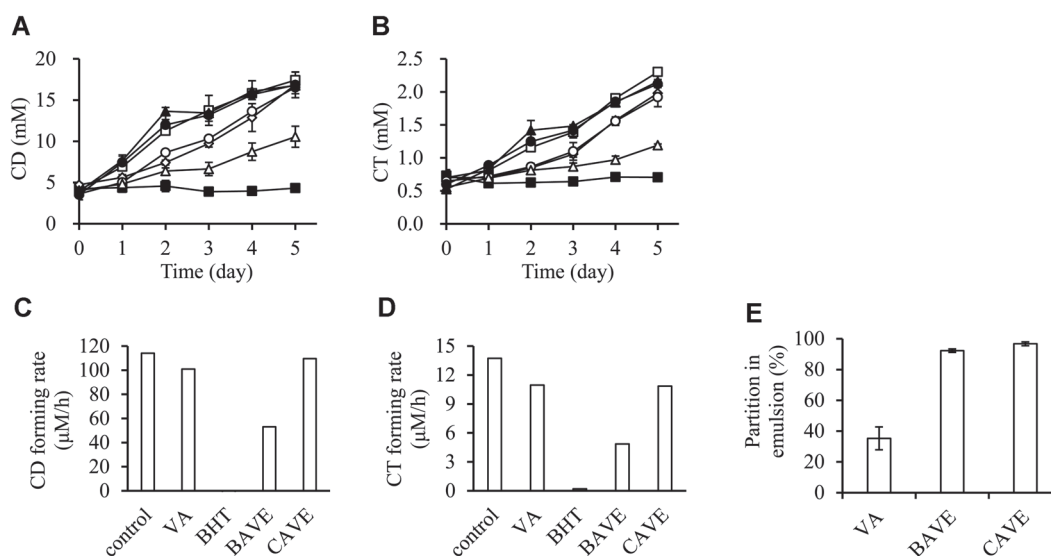 A
20
15
10
5
0
CD (mM)
0 1 2 3 4 5
Time (day)
B
2.5
2.0
1.5
1.0
0.5
0.0
CT (mM)
0 1 2 3 4 5
Time (day)
C
120
100
80
60
40
20
0
CD forming rate
(μM/h)
control VA BHT BAVE CAVE
D
15
12
9
6
3
0
CT forming rate
(μM/h)
control VA BHT BAVE CAVE
E
100
80
60
40
20
0
Partition in
emulsion (%)
VA BAVE CAVE